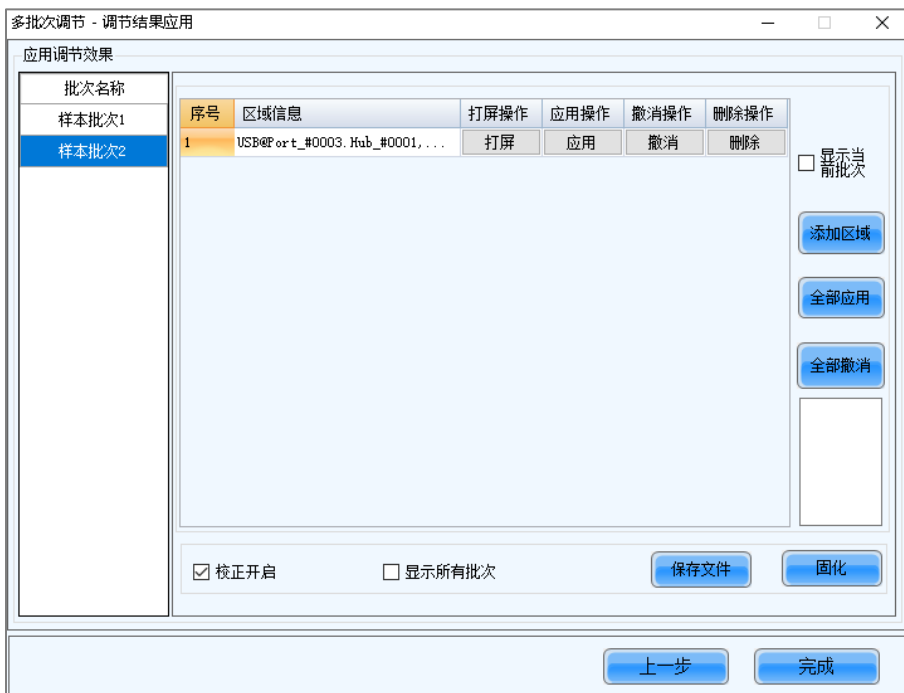 多批次调节 - 调节结果应用
应用调节效果
批次名称
样本批次1
样本批次2
序号 区域信息 打屏操作 应用操作 撤消操作 删除操作
1 USB@Port_#0003.Hub_#0001,... 打屏 应用 撤消 删除
显示当
前批次
添加区域
全部应用
全部撤消
校正开启 显示所有批次 保存文件 固化
上一步 完成